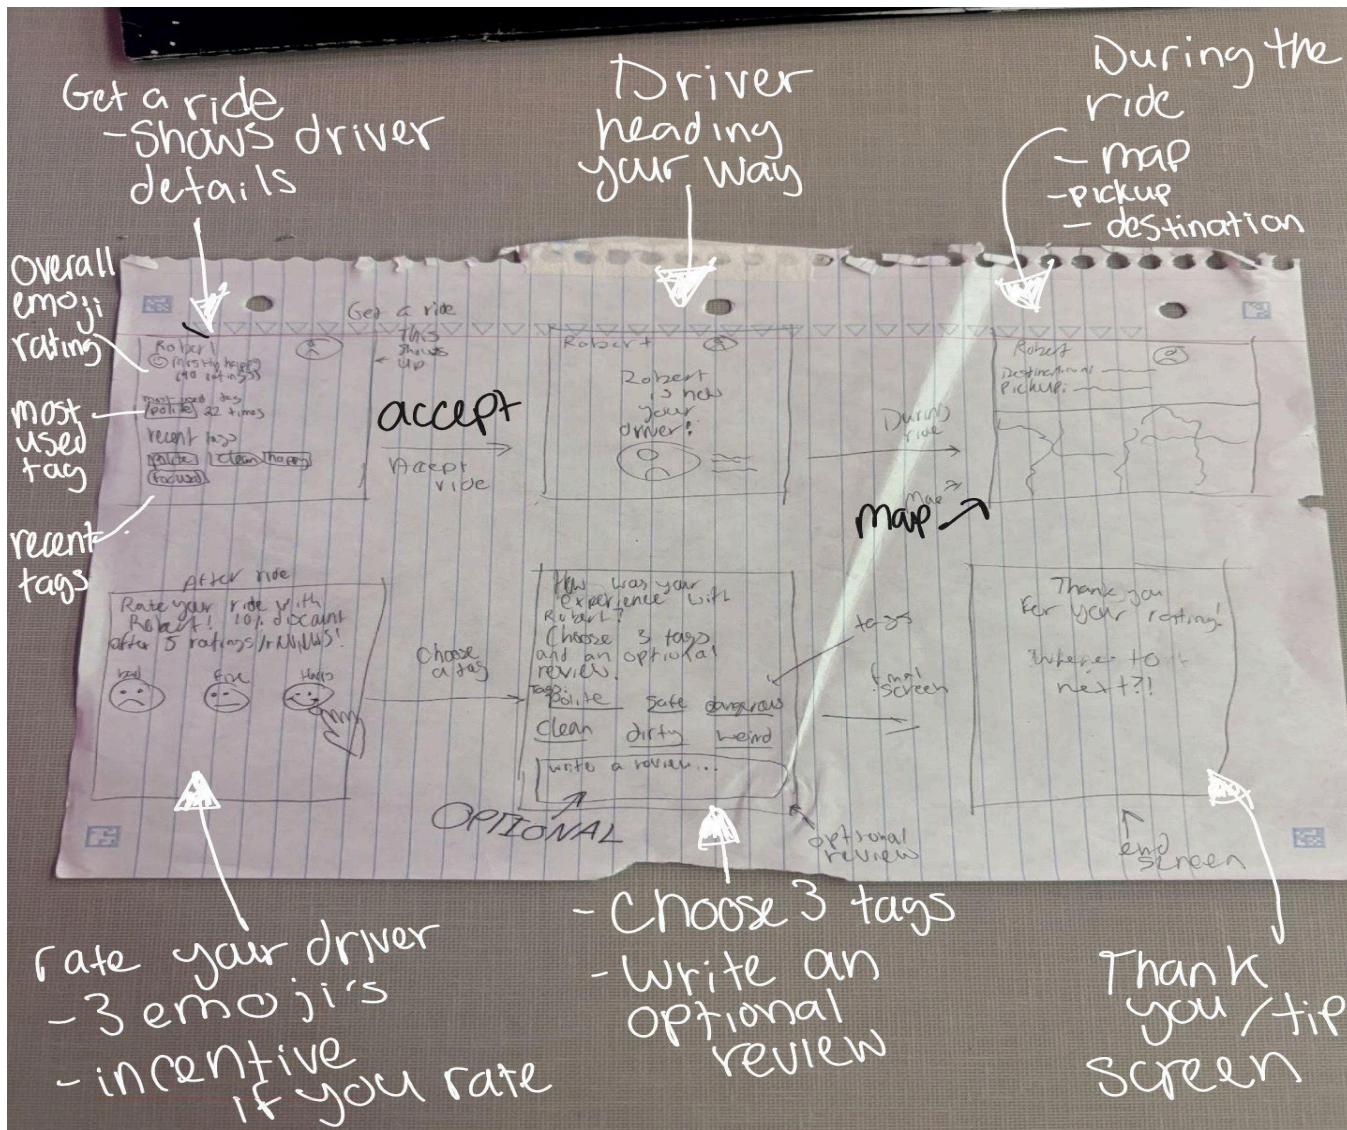 Get a ride
-Shows driver
details
Driver
heading
your way
During the
ride
- map
-pickup
- destination
Overall
emoji
rating
most
used
tag
recent
tags
Get a ride
This
shows
up
Robert
mostly happy
(40 ratings)
most used tag
polite 22 times
recent tags
polite clean happy
focused
accept
Accept
ride
Robert
Robert
is now
your
driver!
During
ride
Map
map
Robert
Destination:
Pickup:
After ride
Rate your ride with
Robert! 10% discount
after 5 ratings/reviews!
Bad Fine Happy
Choose
a tag
How was your
experience with
Robert?
Choose 3 tags
and an optional
review!
Tags:
polite safe dangerous
clean dirty weird
write a review...
OPTIONAL
tags
optional
review
final
screen
Thank you
For your rating!
Where to
next?!
end
screen
rate your driver
- 3 emoji's
- incentive
if you rate
- Choose 3 tags
- Write an
optional
review
Thank
you/tip
screen